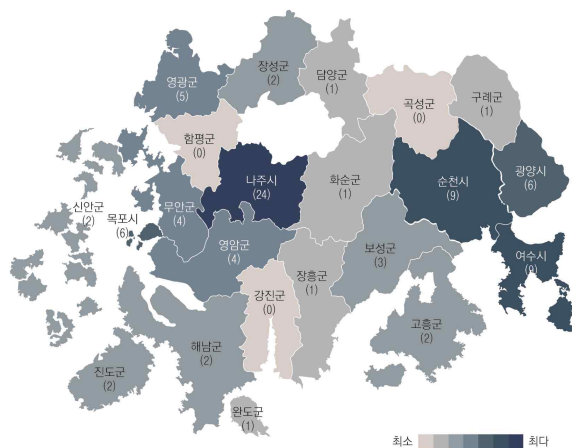 영광군
(5)
장성군
(2)
담양군
(1)
곡성군
(0)
구례군
(1)
함평군
(0)
나주시
(24)
화순군
(1)
순천시
(9)
광양시
(6)
신안군
(2)
목포시
(6)
무안군
(4)
영암군
(4)
보성군
(3)
여수시
(9)
강진군
(0)
장흥군
(1)
고흥군
(2)
해남군
(2)
진도군
(2)
완도군
(1)
최소
최다